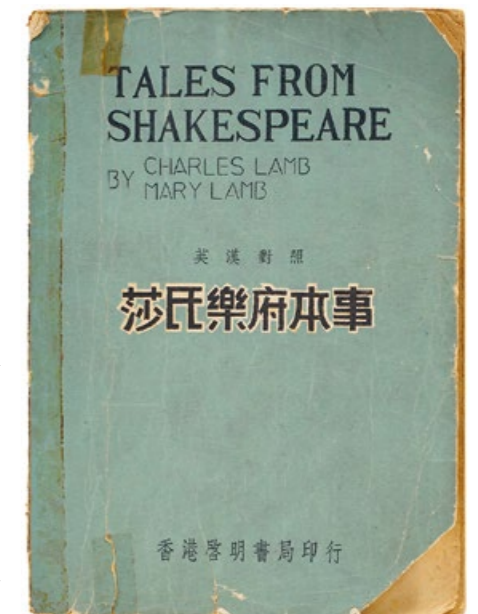 TALES FROM
SHAKESPEARE
BY CHARLES LAMB
MARY LAMB
英漢對照
莎氏樂府本事
香港啓明書局印行